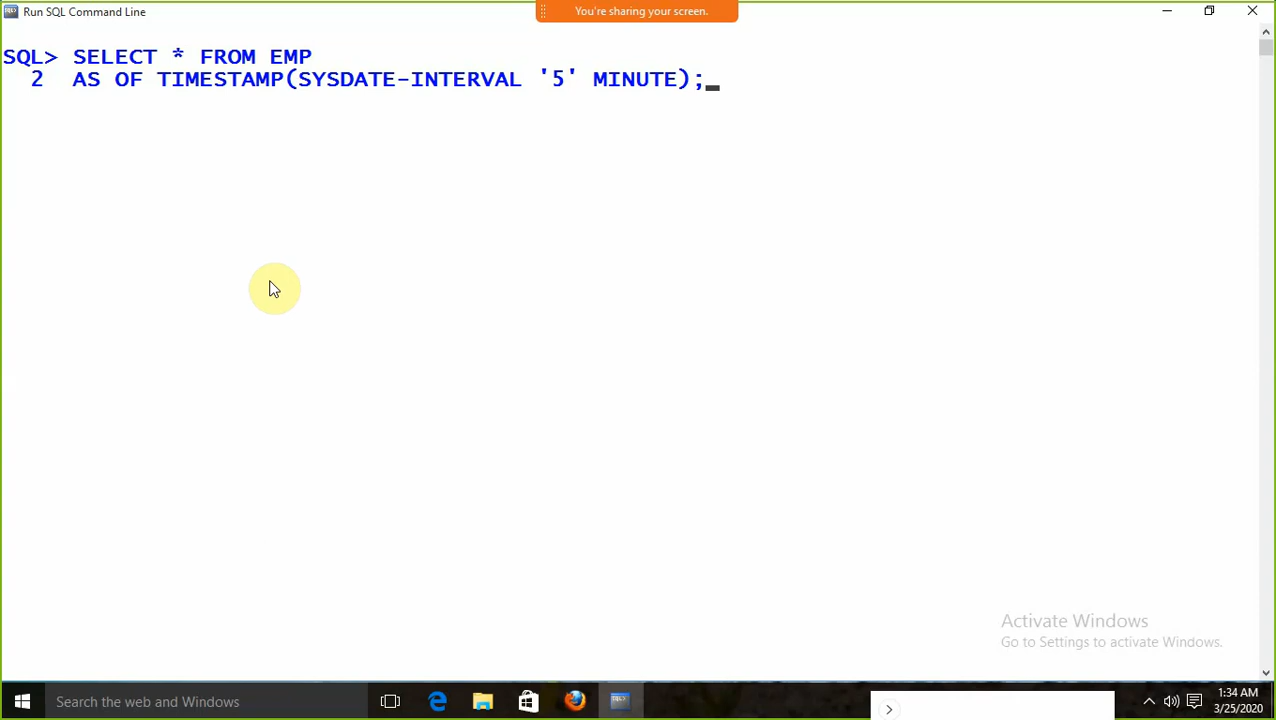 Run SQL Command Line
You're sharing your screen.
SQL> SELECT * FROM EMP
2 AS OF TIMESTAMP(SYSDATE-INTERVAL '5' MINUTE);
Activate Windows
Go to Settings to activate Windows.
Search the web and Windows
1:34 AM
3/25/2020